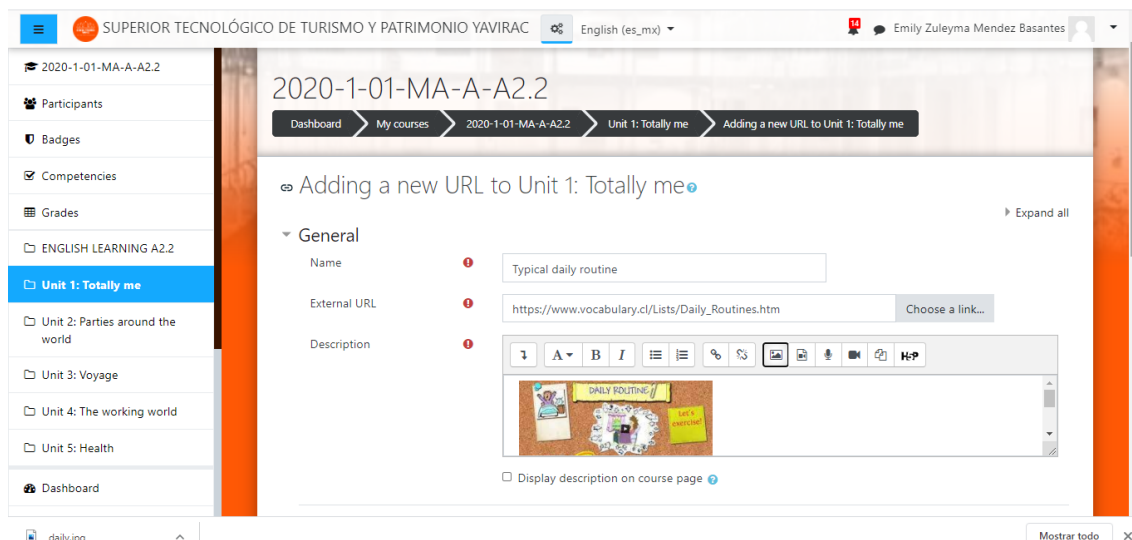 SUPERIOR TECNOLÓGICO DE TURISMO Y PATRIMONIO YAVIRAC
English (es_mx)
14
Emily Zuleyma Mendez Basantes
2020-1-01-MA-A-A2.2
Participants
Badges
Competencies
Grades
ENGLISH LEARNING A2.2
Unit 1: Totally me
Unit 2: Parties around the
world
Unit 3: Voyage
Unit 4: The working world
Unit 5: Health
Dashboard
2020-1-01-MA-A-A2.2
Dashboard
My courses
2020-1-01-MA-A-A2.2
Unit 1: Totally me
Adding a new URL to Unit 1: Totally me
Adding a new URL to Unit 1: Totally me
Expand all
General
Name
Typical daily routine
External URL
https://www.vocabulary.cl/Lists/Daily_Routines.htm
Choose a link...
Description
A B I H-P
DAILY ROUTINE
Let's
exercise!
Display description on course page
daily.jpg
Mostrar todo